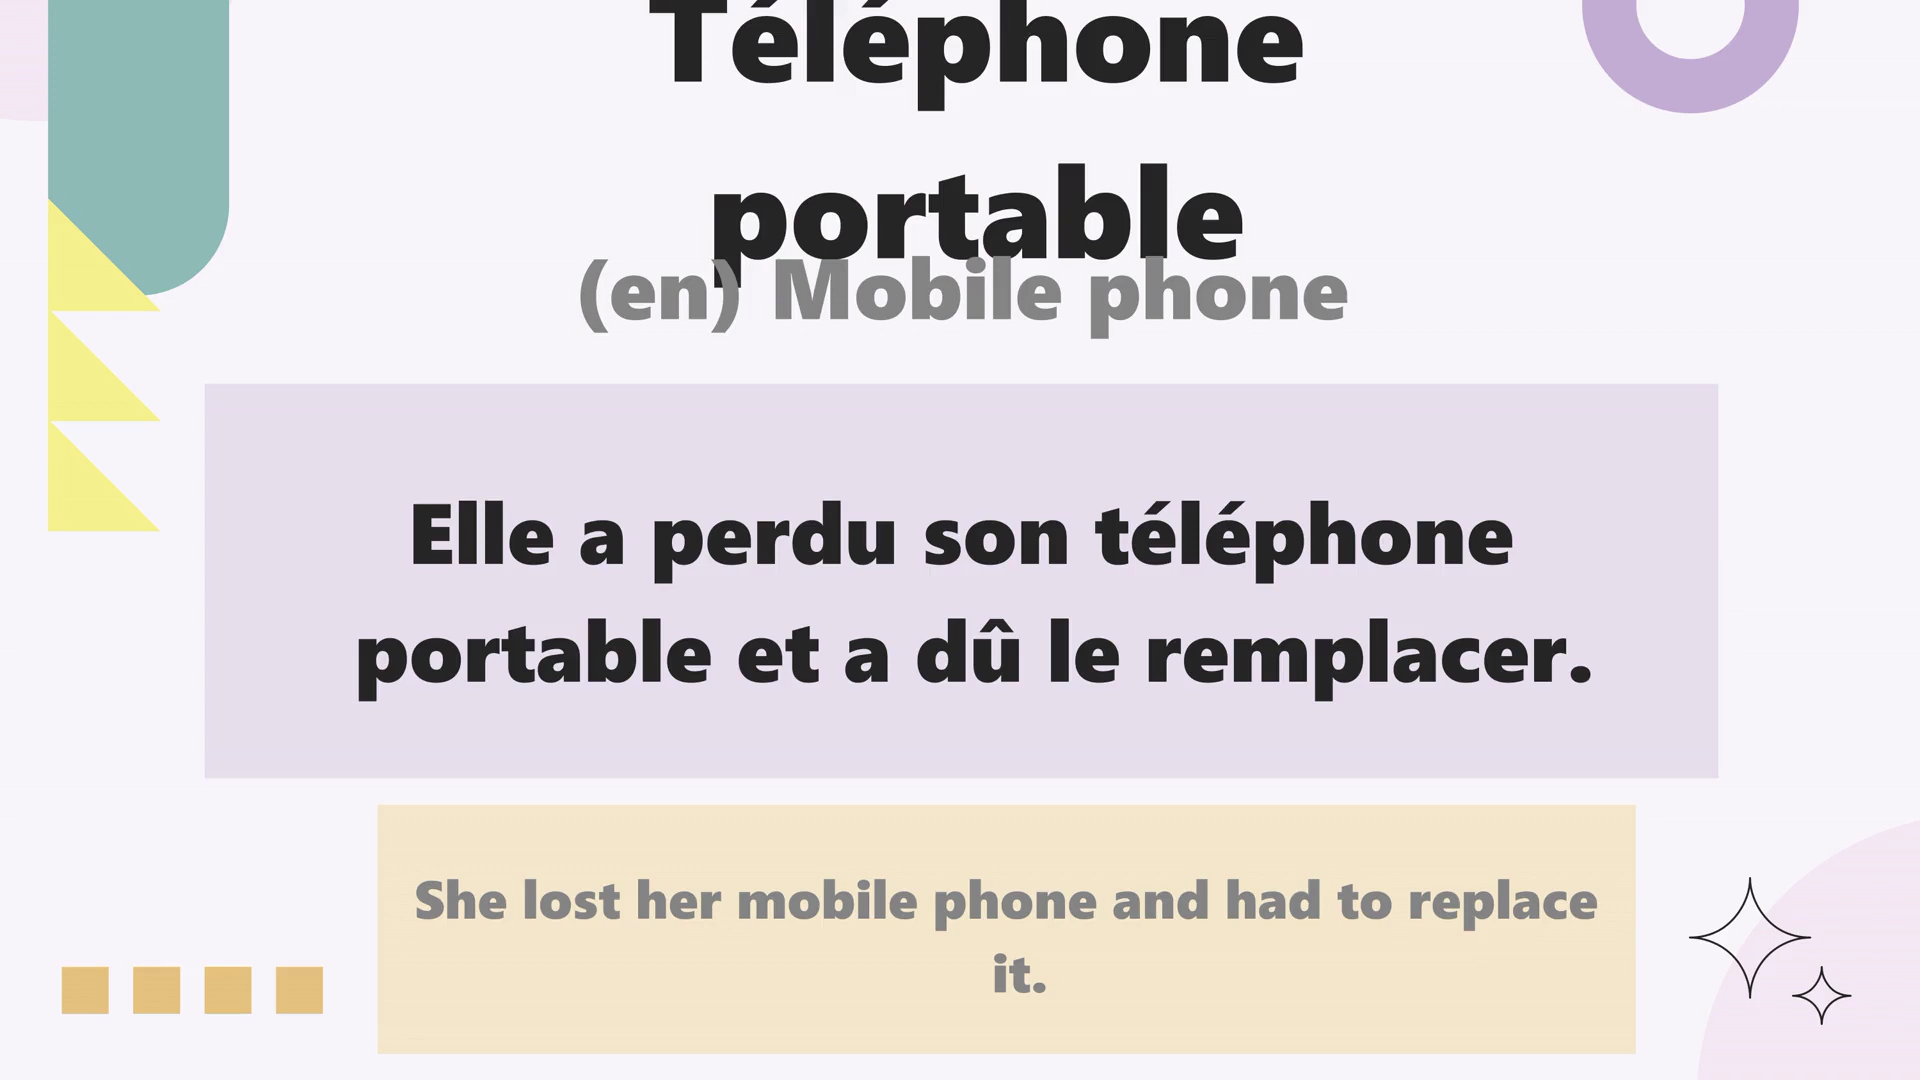 Téléphone
portable
(en) Mobile phone
Elle a perdu son téléphone
portable et a dû le remplacer.
She lost her mobile phone and had to replace
it.